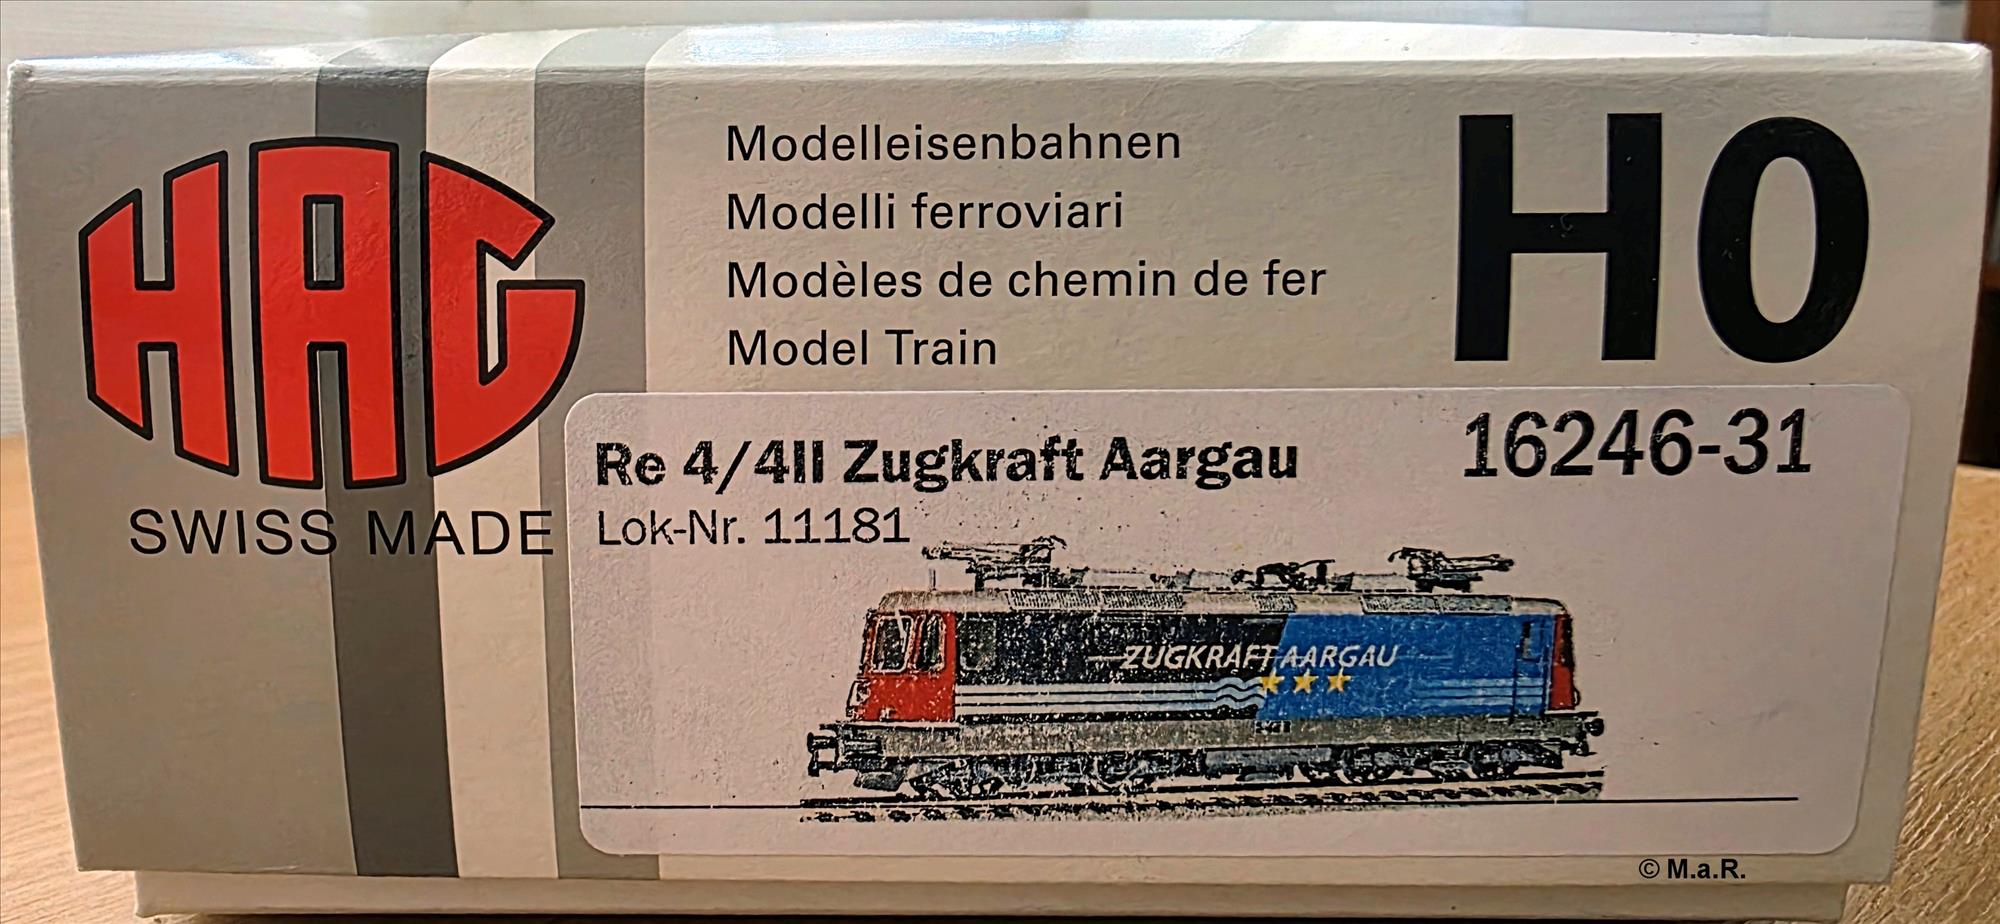 HAG
SWISS MADE
Modelleisenbahnen
Modelli ferroviari
Modèles de chemin de fer
Model Train
H0
Re 4/4II Zugkraft Aargau
16246-31
Lok-Nr. 11181
ZUGKRAFT AARGAU
© M.a.R.